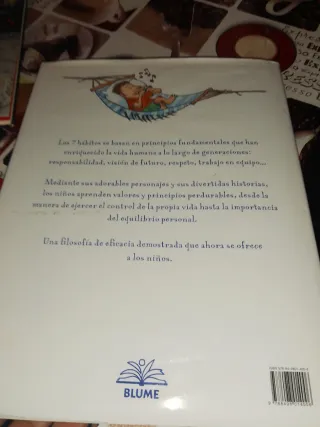 Los 7 hábitos se basan en principios fundamentales que han
enriquecido la vida humana a lo largo de generaciones:
responsabilidad, visión de futuro, respeto, trabajo en equipo...
Mediante sus adorables personajes y sus divertidas historias,
los niños aprenden valores y principios perdurables, desde la
manera de ejercer el control de la propia vida hasta la importancia
del equilibrio personal.
Una filosofía de eficacia demostrada que ahora se ofrece
a los niños.
BLUME